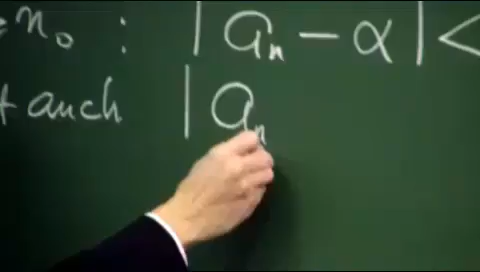 n₀ : |aₙ - α| <
auch |aₙ